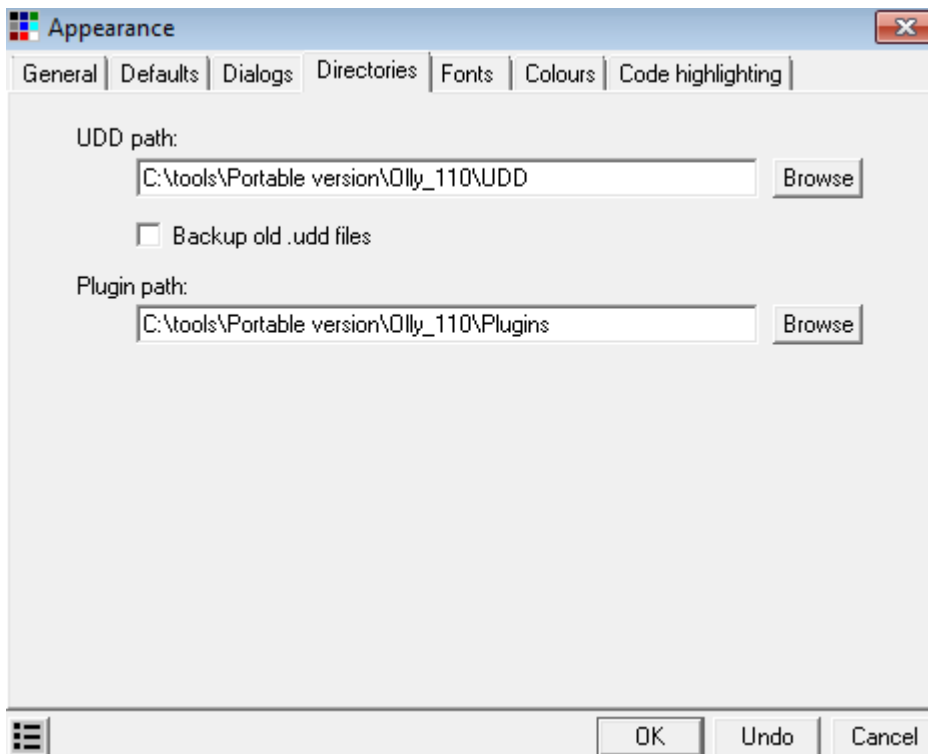 Appearance
General Defaults Dialogs Directories Fonts Colours Code highlighting
UDD path:
C:\tools\Portable version\Olly_110\UDD Browse
Backup old .udd files
Plugin path:
C:\tools\Portable version\Olly_110\Plugins Browse
OK Undo Cancel